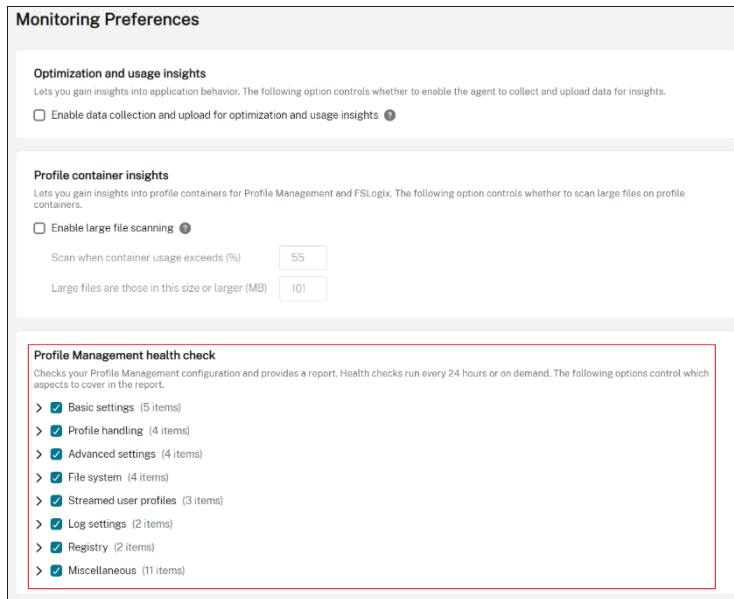 Monitoring Preferences
Optimization and usage insights
Lets you gain insights into application behavior. The following option controls whether to enable the agent to collect and upload data for insights.
Enable data collection and upload for optimization and usage insights ?
Profile container insights
Lets you gain insights into profile containers for Profile Management and FSLogix. The following option controls whether to scan large files on profile
containers.
Enable large file scanning ?
Scan when container usage exceeds (%) 55
Large files are those in this size or larger (MB) 101
Profile Management health check
Checks your Profile Management configuration and provides a report. Health checks run every 24 hours or on demand. The following options control which
aspects to cover in the report.
Basic settings (5 items)
Profile handling (4 items)
Advanced settings (4 items)
File system (4 items)
Streamed user profiles (3 items)
Log settings (2 items)
Registry (2 items)
Miscellaneous (11 items)